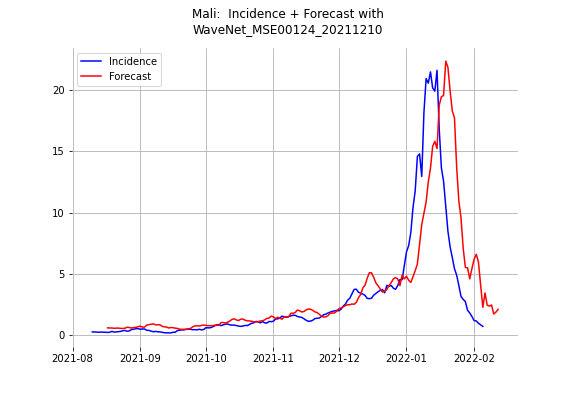 Mali:  Incidence + Forecast with
WaveNet_MSE00124_20211210
Incidence
Forecast
20
15
10
5
0
2021-08 2021-09 2021-10 2021-11 2021-12 2022-01 2022-02